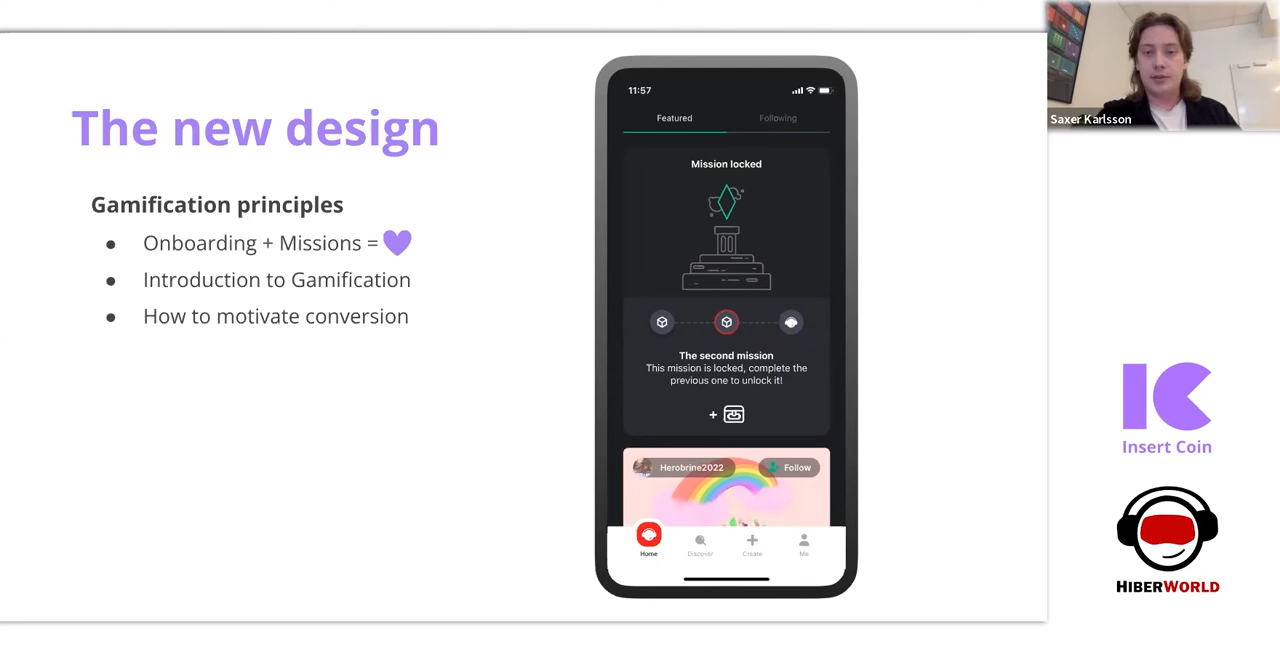 The new design
Gamification principles
● Onboarding + Missions = 💜
● Introduction to Gamification
● How to motivate conversion
11:57
Featured
Following
Mission locked
The second mission
This mission is locked, complete the
previous one to unlock it!
+
Herobrine2022
Follow
Home
Discover
Create
Me
Saxer Karlsson
IC
Insert Coin
HIBERWORLD